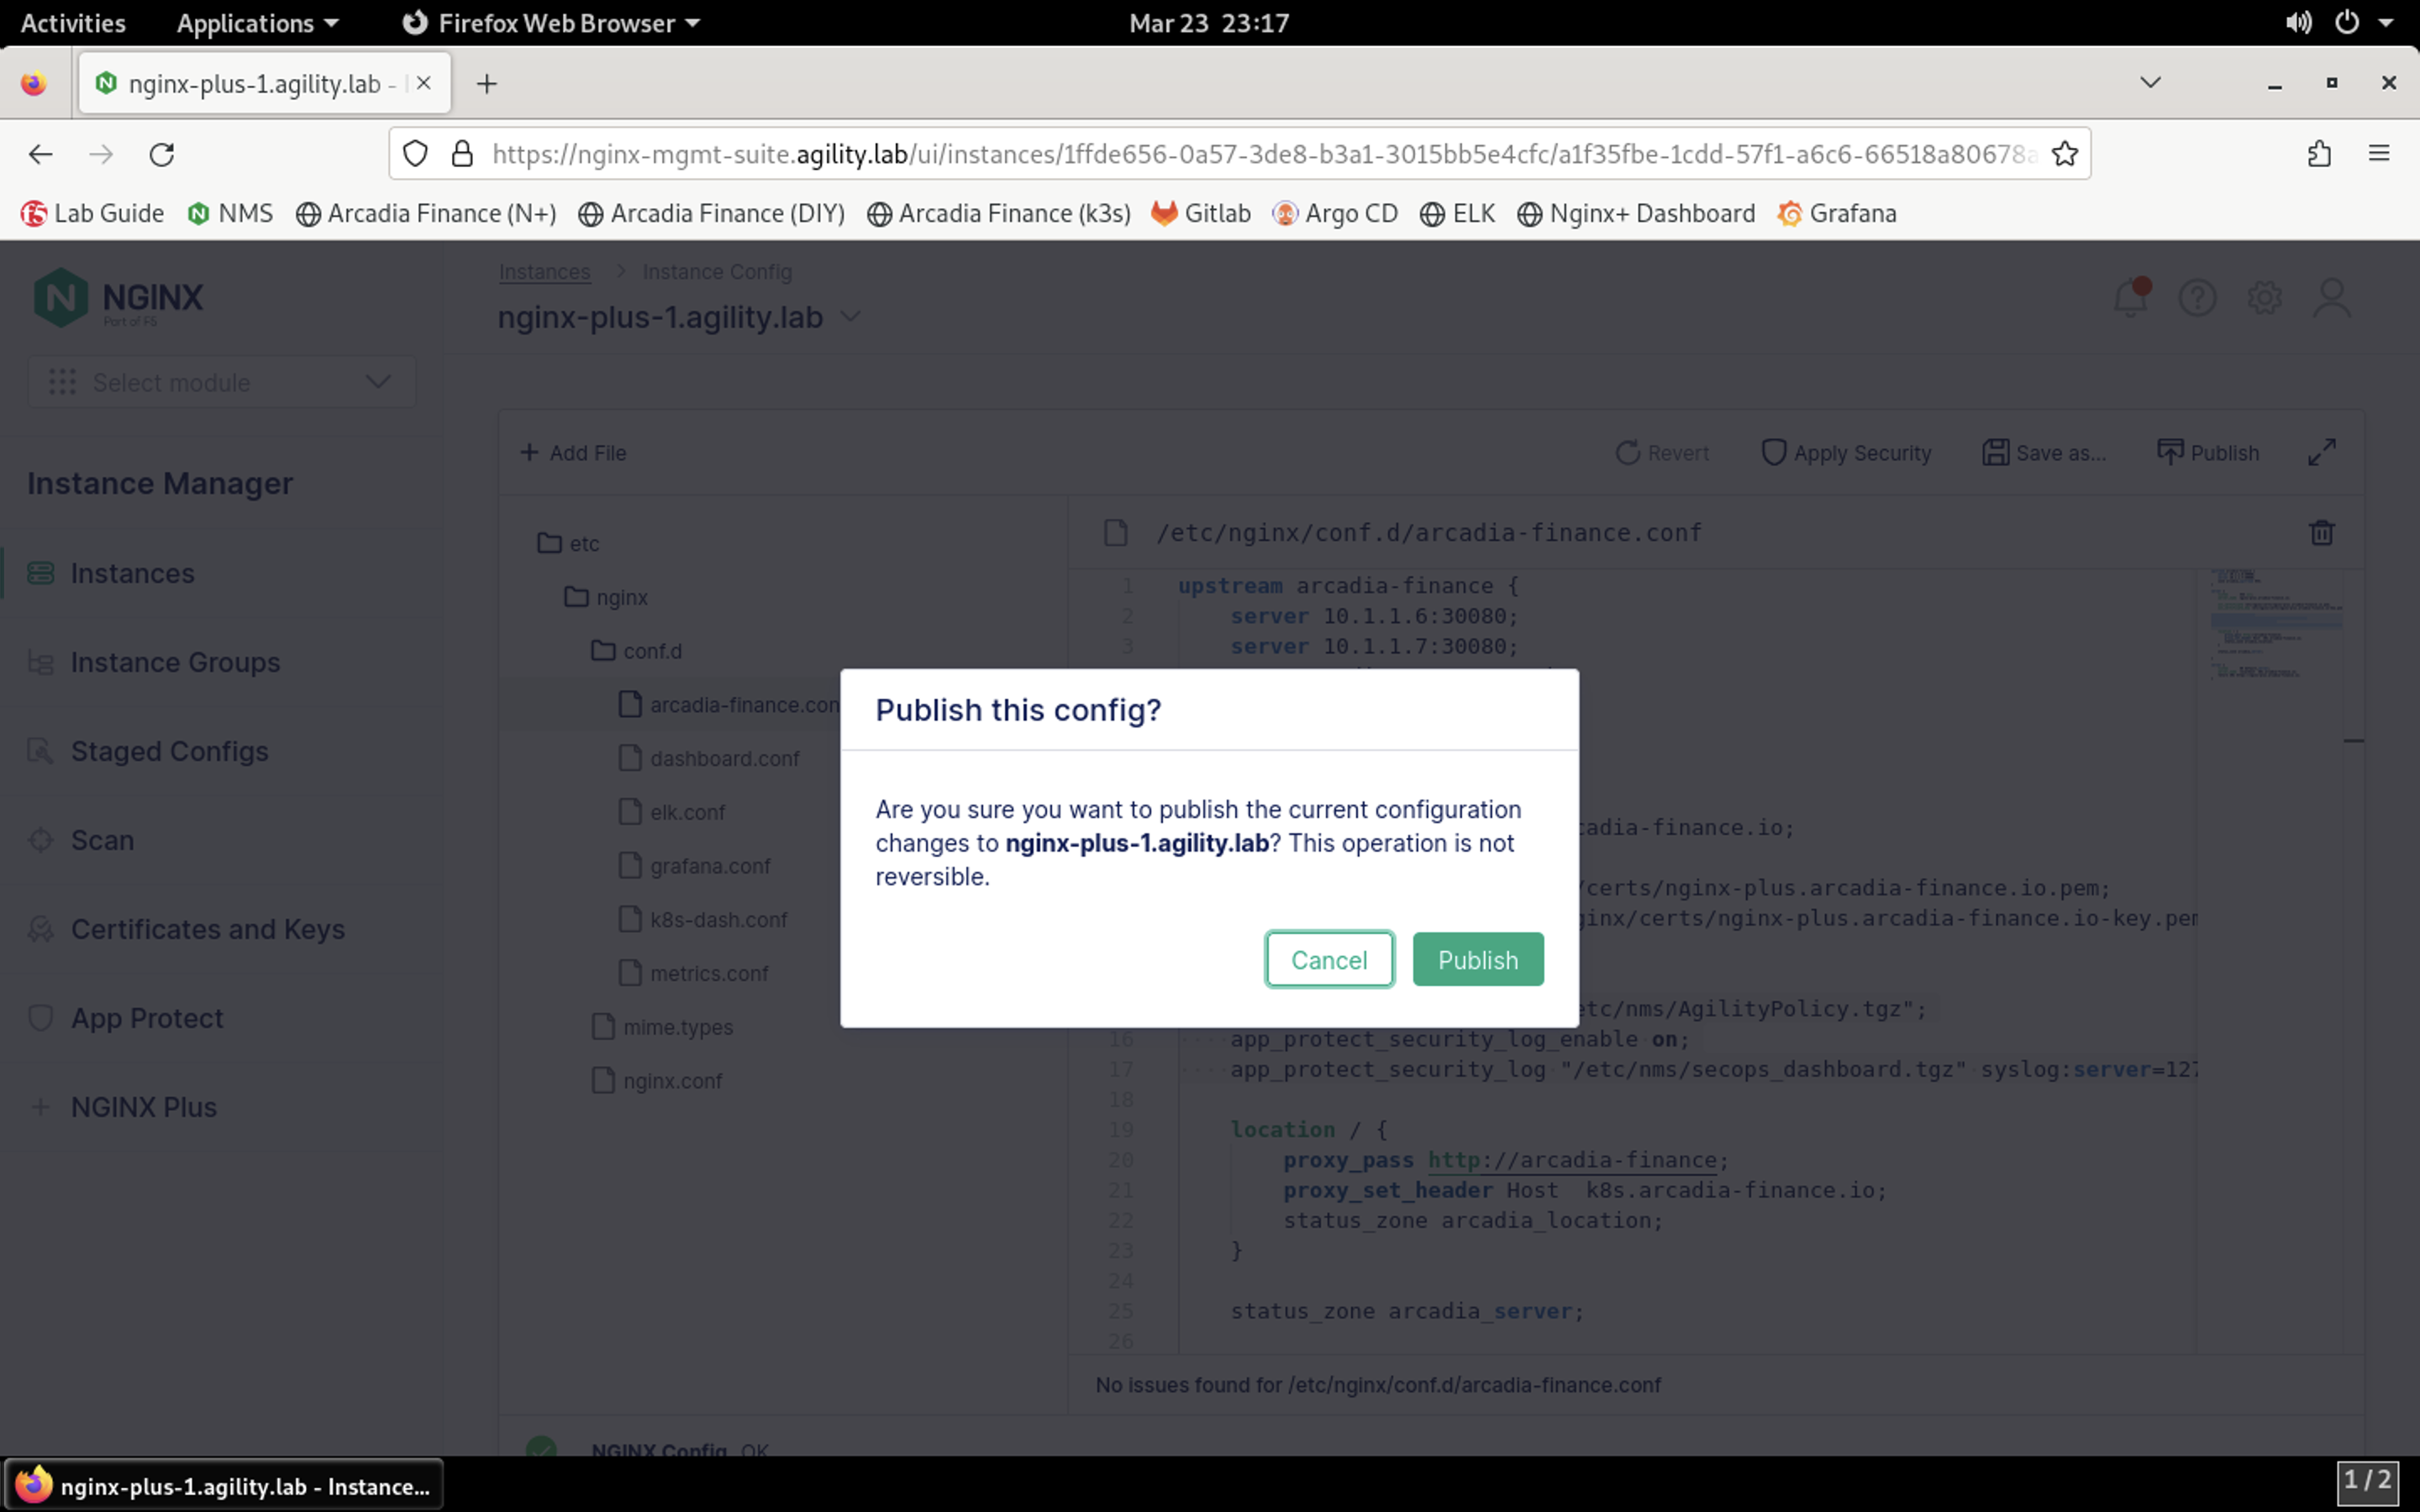 Activities Applications Firefox Web Browser Mar 23 23:17
nginx-plus-1.agility.lab -
https://nginx-mgmt-suite.agility.lab/ui/instances/1ffde656-0a57-3de8-b3a1-3015bb5e4cfc/a1f35fbe-1cdd-57f1-a6c6-66518a80678a
Lab Guide NMS Arcadia Finance (N+) Arcadia Finance (DIY) Arcadia Finance (k3s) Gitlab Argo CD ELK Nginx+ Dashboard Grafana
NGINX
Part of F5
Select module
Instance Manager
Instances
Instance Groups
Staged Configs
Scan
Certificates and Keys
App Protect
NGINX Plus
Instances > Instance Config
nginx-plus-1.agility.lab
+ Add File Revert Apply Security Save as... Publish
etc
nginx
conf.d
arcadia-finance.con
dashboard.conf
elk.conf
grafana.conf
k8s-dash.conf
metrics.conf
mime.types
nginx.conf
/etc/nginx/conf.d/arcadia-finance.conf
1 upstream arcadia-finance {
2 server 10.1.1.6:30080;
3 server 10.1.1.7:30080;
cadia-finance.io;
/certs/nginx-plus.arcadia-finance.io.pem;
ginx/certs/nginx-plus.arcadia-finance.io-key.pem
etc/nms/AgilityPolicy.tgz";
16 app_protect_security_log_enable on;
17 app_protect_security_log "/etc/nms/secops_dashboard.tgz" syslog:server=127
18
19 location / {
20 proxy_pass http://arcadia-finance;
21 proxy_set_header Host k8s.arcadia-finance.io;
22 status_zone arcadia_location;
23 }
24
25 status_zone arcadia_server;
26
No issues found for /etc/nginx/conf.d/arcadia-finance.conf
NGINX Config OK
Publish this config?
Are you sure you want to publish the current configuration
changes to nginx-plus-1.agility.lab? This operation is not
reversible.
Cancel Publish
nginx-plus-1.agility.lab - Instance...
1 / 2